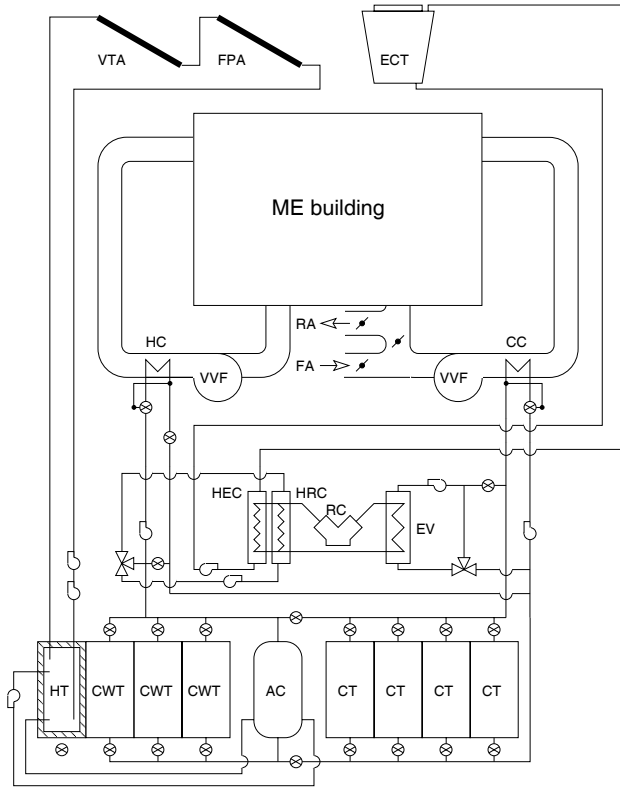 VTA FPA ECT
ME building
RA
HC CC
FA
VVF VVF
HEC HRC
RC
EV
HT CWT CWT CWT AC CT CT CT CT